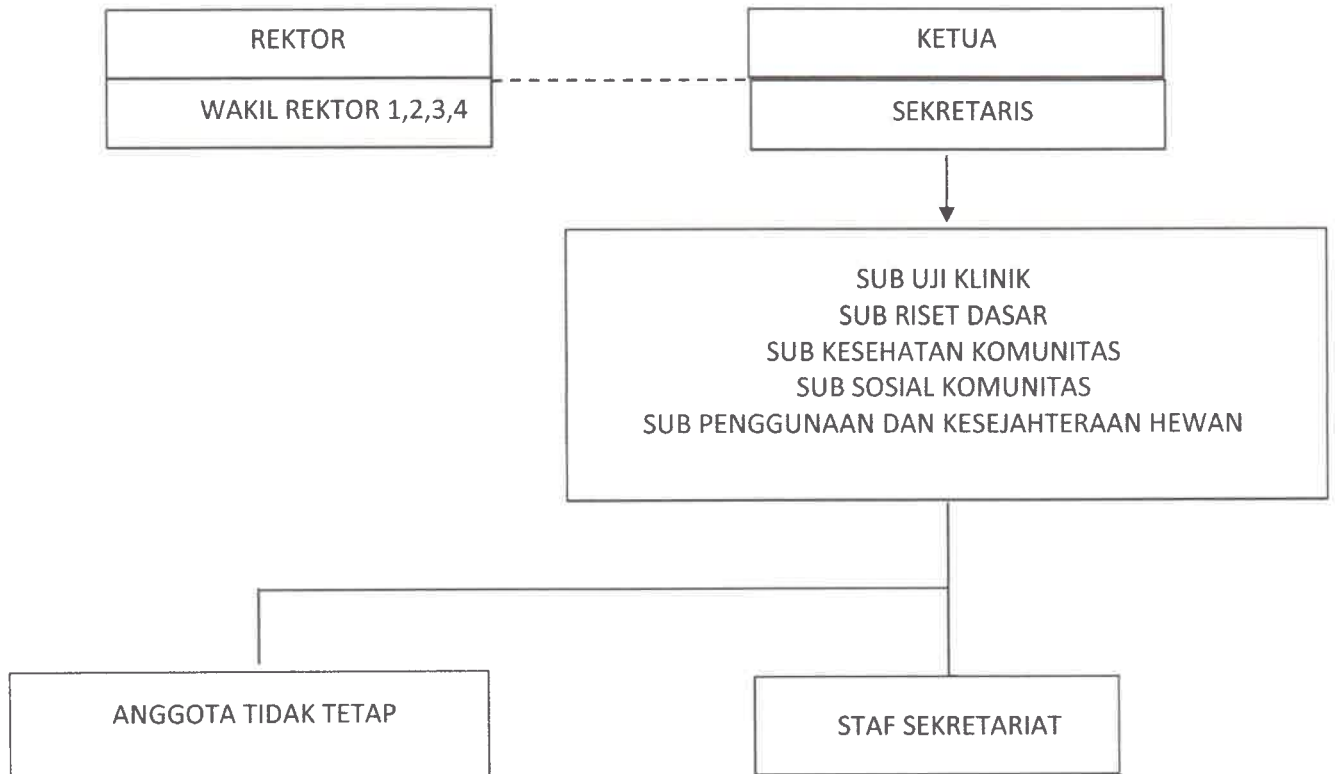 REKTOR
WAKIL REKTOR 1,2,3,4
KETUA
SEKRETARIS
SUB UJI KLINIK
SUB RISET DASAR
SUB KESEHATAN KOMUNITAS
SUB SOSIAL KOMUNITAS
SUB PENGGUNAAN DAN KESEJAHTERAAN HEWAN
ANGGOTA TIDAK TETAP
STAF SEKRETARIAT